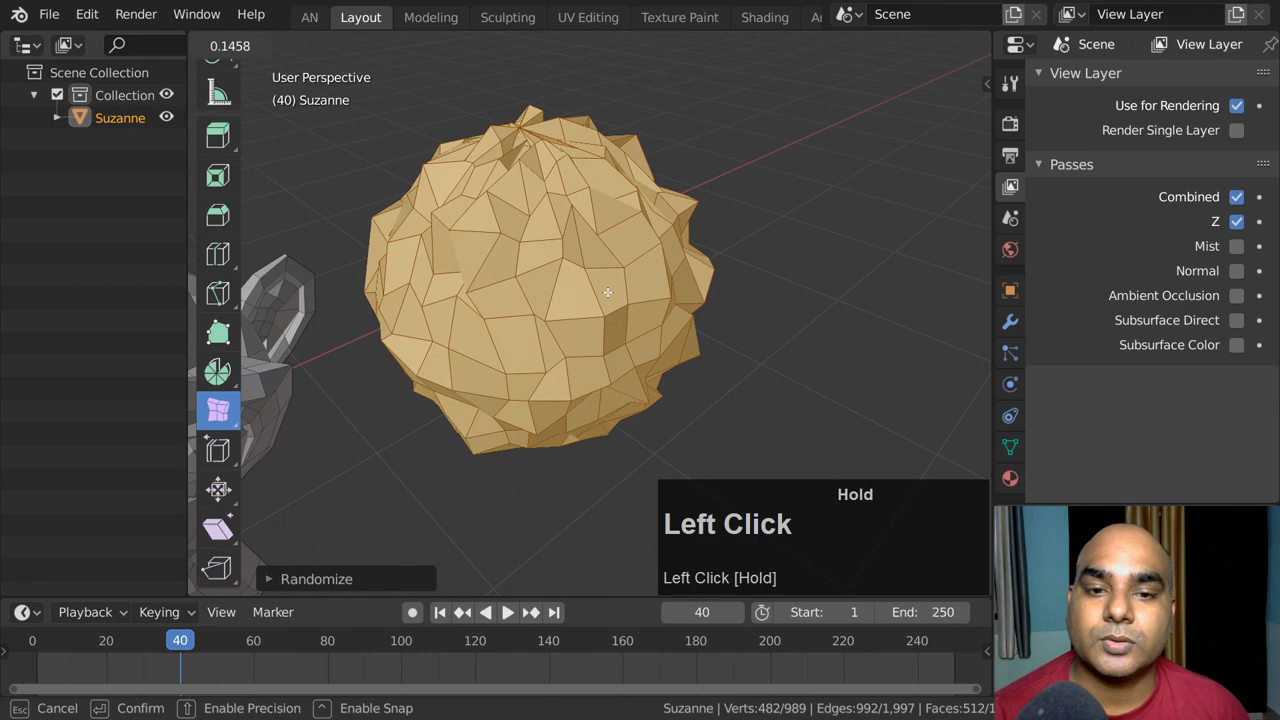 File Edit Render Window Help
AN Layout Modeling Sculpting UV Editing Texture Paint Shading
Scene
View Layer
0.1458
User Perspective
(40) Suzanne
Scene Collection
Collection
Suzanne
Scene View Layer
View Layer
Use for Rendering
Render Single Layer
Passes
Combined
Z
Mist
Normal
Ambient Occlusion
Subsurface Direct
Subsurface Color
Hold
Left Click
Left Click [Hold]
Randomize
Playback Keying View Marker
40
Start: 1
End: 250
0 20 40 60 80 100 120 140 160 180 200 220 240
Esc Cancel Confirm Enable Precision Enable Snap
Suzanne | Verts:482/989 | Edges:992/1,997 | Faces:512/1